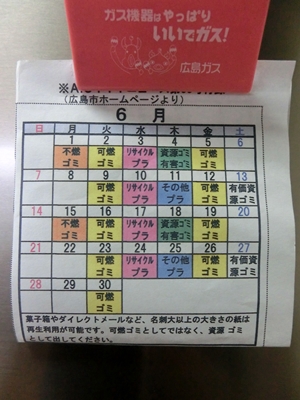 ガス機器はやっぱり
いいでガス!
広島ガス
(広島市ホームページより)
6 月
日 月 火 水 木 金 土
1 2 3 4 5 6
不燃ゴミ 可燃ゴミ リサイクルプラ 資源ゴミ有害ゴミ 可燃ゴミ
7 8 9 10 11 12 13
可燃ゴミ リサイクルプラ その他プラ 可燃ゴミ 有価資源ゴミ
14 15 16 17 18 19 20
不燃ゴミ 可燃ゴミ リサイクルプラ 資源ゴミ有害ゴミ 可燃ゴミ
21 22 23 24 25 26 27
可燃ゴミ リサイクルプラ その他プラ 可燃ゴミ 有価資源ゴミ
28 29 30
可燃ゴミ
菓子箱やダイレクトメールなど、名刺大以上の大きさの紙は
再生利用が可能です。可燃ゴミとしてではなく、資源ゴミ
として出してください。